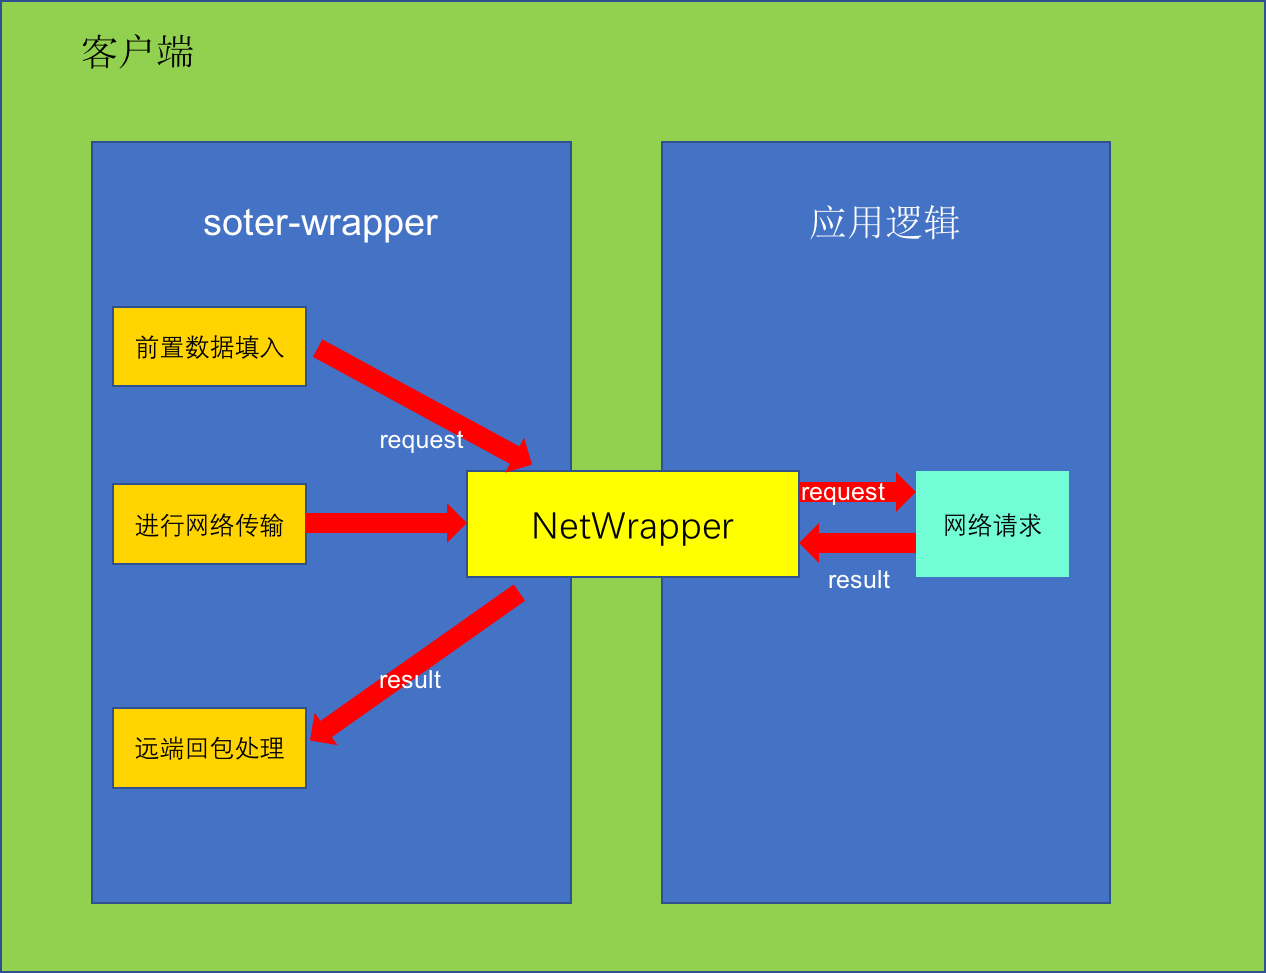 客户端
soter-wrapper
应用逻辑
前置数据填入
request
进行网络传输
NetWrapper
request
网络请求
result
result
远端回包处理